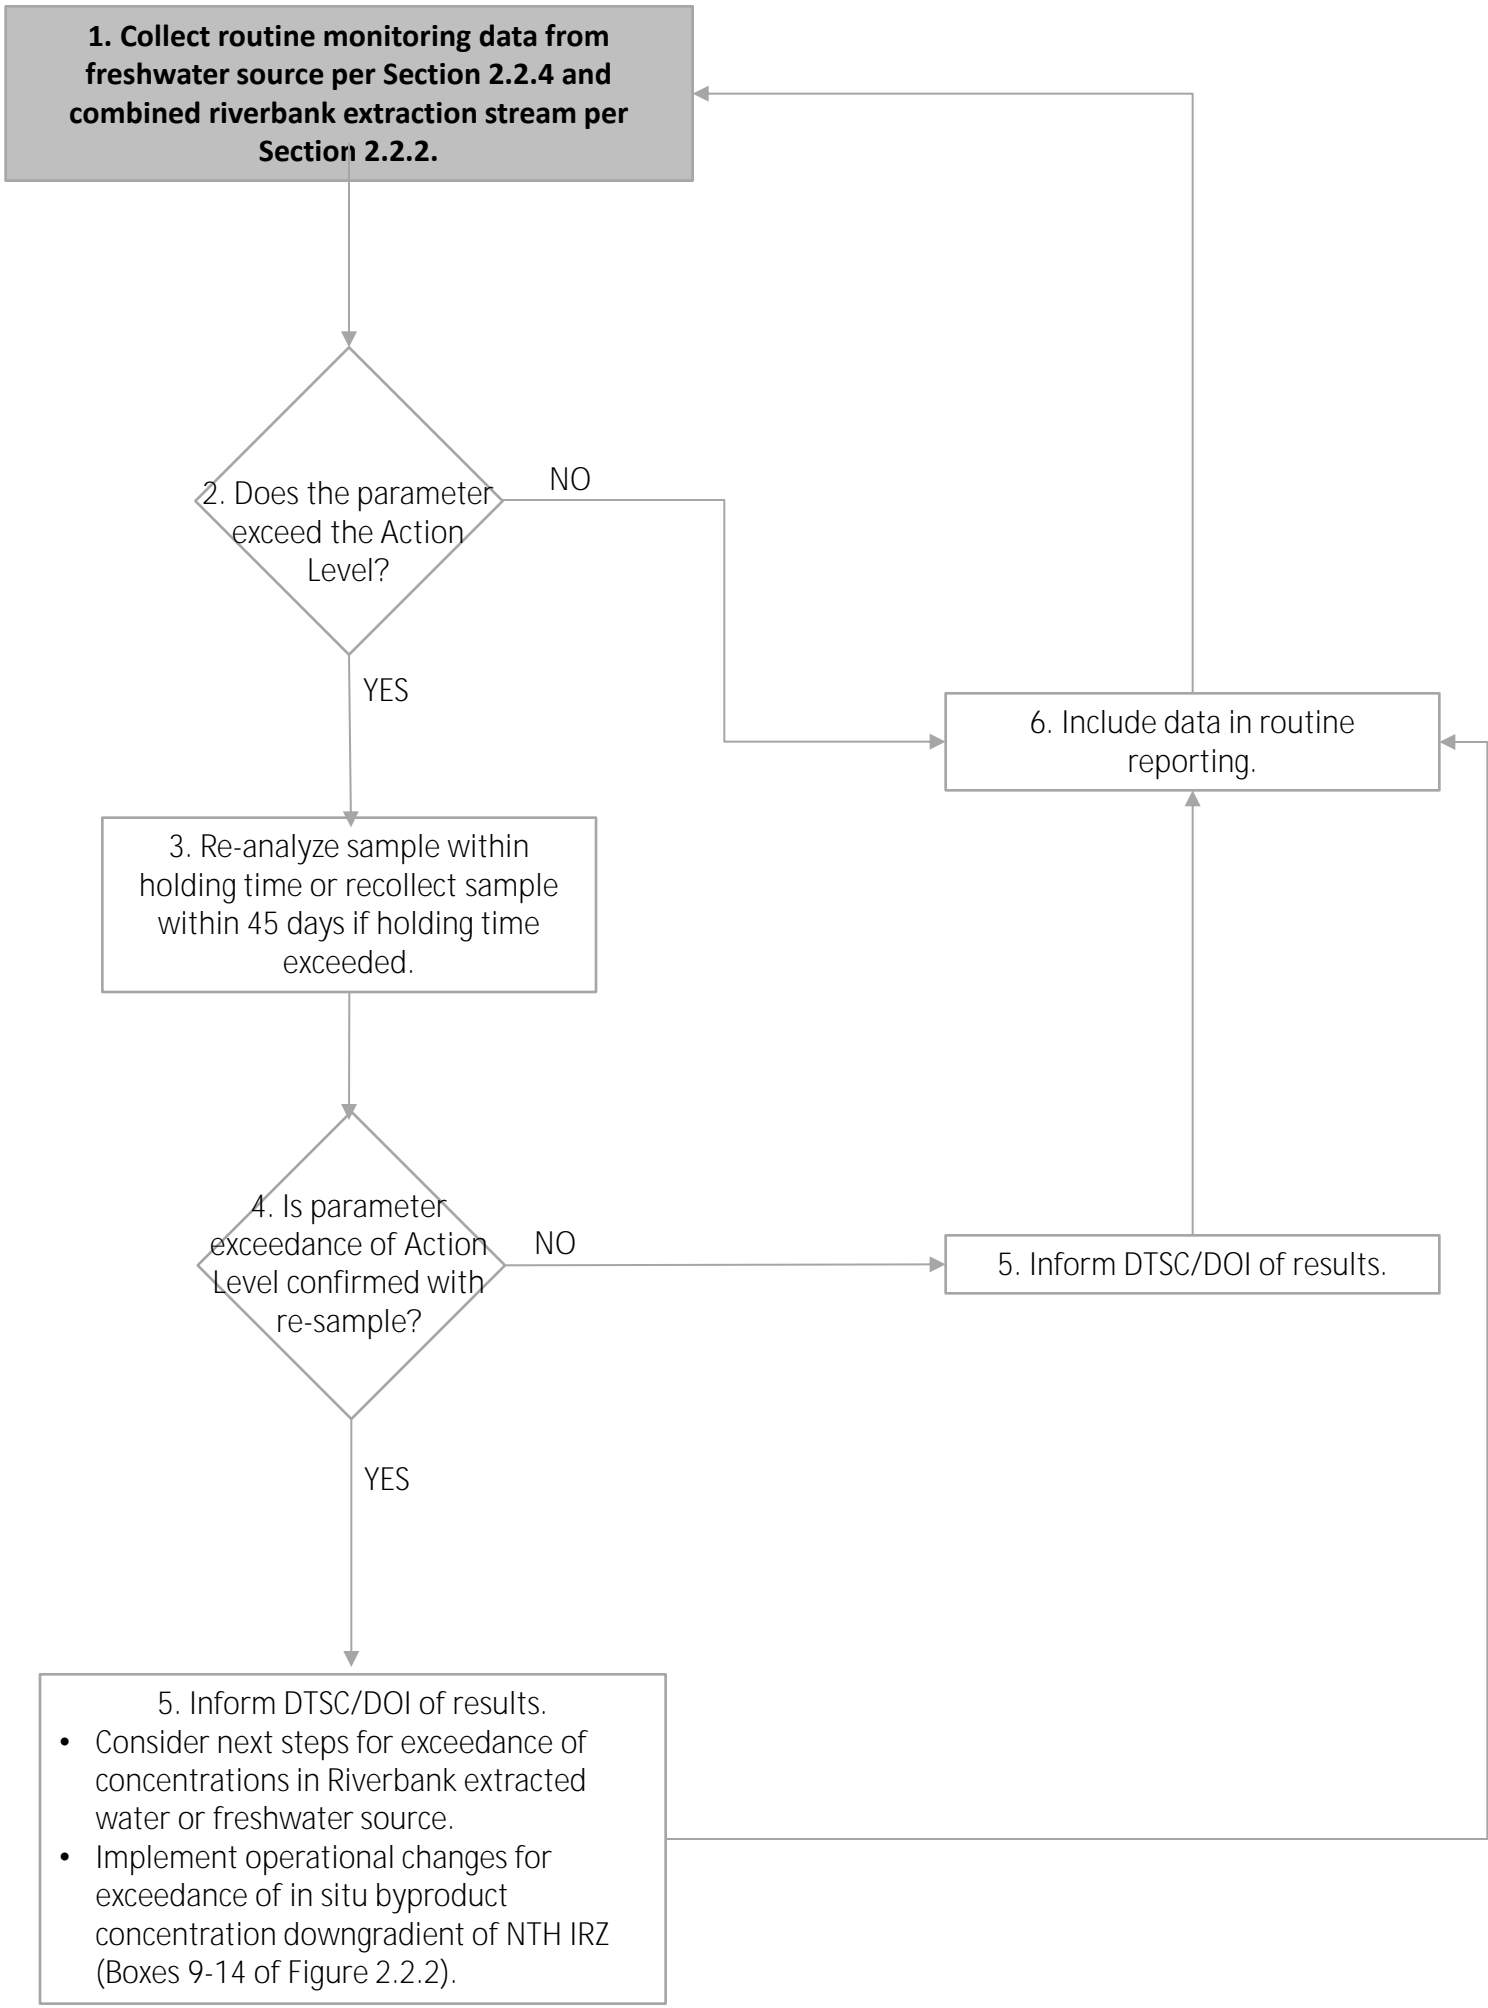 1. Collect routine monitoring data from
freshwater source per Section 2.2.4 and
combined riverbank extraction stream per
Section 2.2.2.
2. Does the parameter
exceed the Action
Level?
NO
YES
6. Include data in routine
reporting.
3. Re-analyze sample within
holding time or recollect sample
within 45 days if holding time
exceeded.
4. Is parameter
exceedance of Action
Level confirmed with
re-sample?
NO
5. Inform DTSC/DOI of results.
YES
5. Inform DTSC/DOI of results.
• Consider next steps for exceedance of
concentrations in Riverbank extracted
water or freshwater source.
• Implement operational changes for
exceedance of in situ byproduct
concentration downgradient of NTH IRZ
(Boxes 9-14 of Figure 2.2.2).